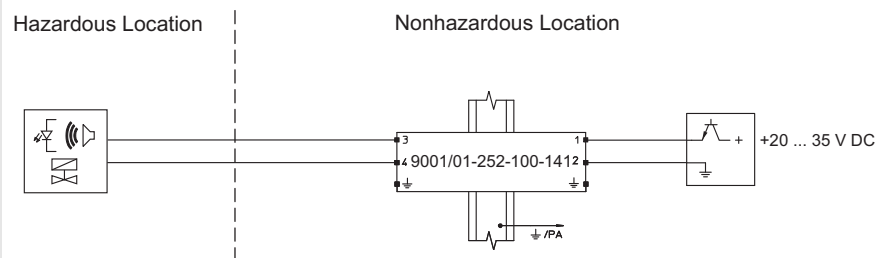 Hazardous Location
Nonhazardous Location
3 1
+ +20 ... 35 V DC
4 9001/01-252-100-141 2
/PA